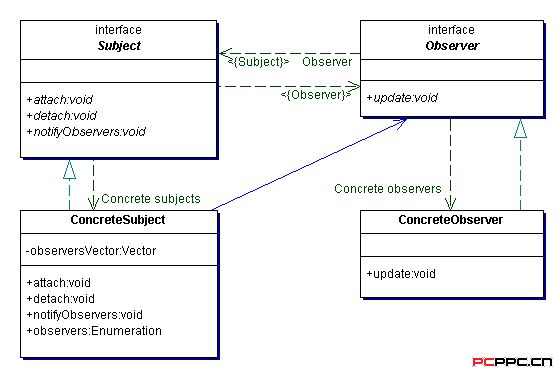 interface
Subject
+attach:void
+detach:void
+notifyObservers:void
interface
Observer
+update:void
<{Subject}> Observer
<{Observer}>
Concrete subjects
Concrete observers
ConcreteSubject
-observersVector:Vector
+attach:void
+detach:void
+notifyObservers:void
+observers:Enumeration
ConcreteObserver
+update:void
PCPPC.CN